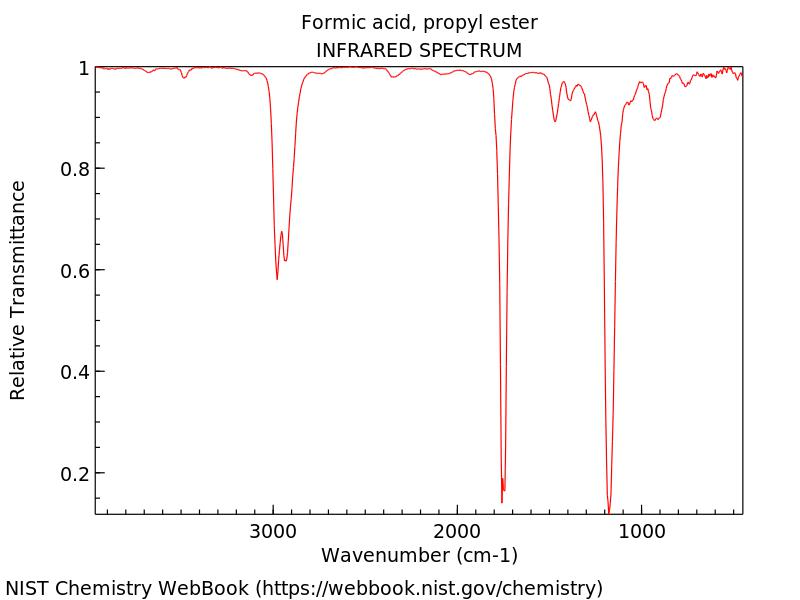 Formic acid, propyl ester
INFRARED SPECTRUM
1
0.8
0.6
0.4
0.2
Relative Transmittance
3000 2000 1000
Wavenumber (cm-1)
NIST Chemistry WebBook (https://webbook.nist.gov/chemistry)